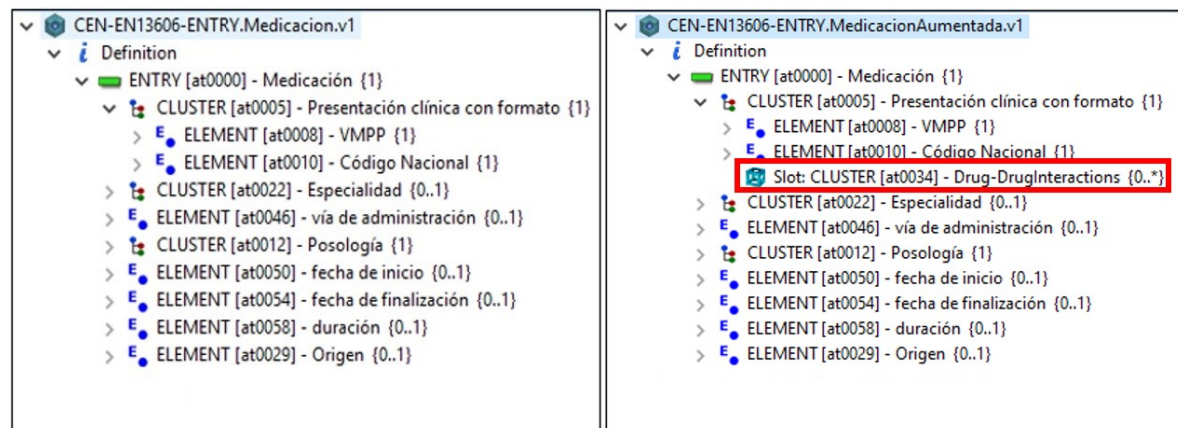 CEN-EN13606-ENTRY.Medicacion.v1
Definition
ENTRY [at0000] - Medicación {1}
CLUSTER [at0005] - Presentación clínica con formato {1}
ELEMENT [at0008] - VMPP {1}
ELEMENT [at0010] - Código Nacional {1}
CLUSTER [at0022] - Especialidad {0..1}
ELEMENT [at0046] - vía de administración {0..1}
CLUSTER [at0012] - Posología {1}
ELEMENT [at0050] - fecha de inicio {0..1}
ELEMENT [at0054] - fecha de finalización {0..1}
ELEMENT [at0058] - duración {0..1}
ELEMENT [at0029] - Origen {0..1}
CEN-EN13606-ENTRY.MedicacionAumentada.v1
Definition
ENTRY [at0000] - Medicación {1}
CLUSTER [at0005] - Presentación clínica con formato {1}
ELEMENT [at0008] - VMPP {1}
ELEMENT [at0010] - Código Nacional {1}
Slot: CLUSTER [at0034] - Drug-DrugInteractions {0..*}
CLUSTER [at0022] - Especialidad {0..1}
ELEMENT [at0046] - vía de administración {0..1}
CLUSTER [at0012] - Posología {1}
ELEMENT [at0050] - fecha de inicio {0..1}
ELEMENT [at0054] - fecha de finalización {0..1}
ELEMENT [at0058] - duración {0..1}
ELEMENT [at0029] - Origen {0..1}